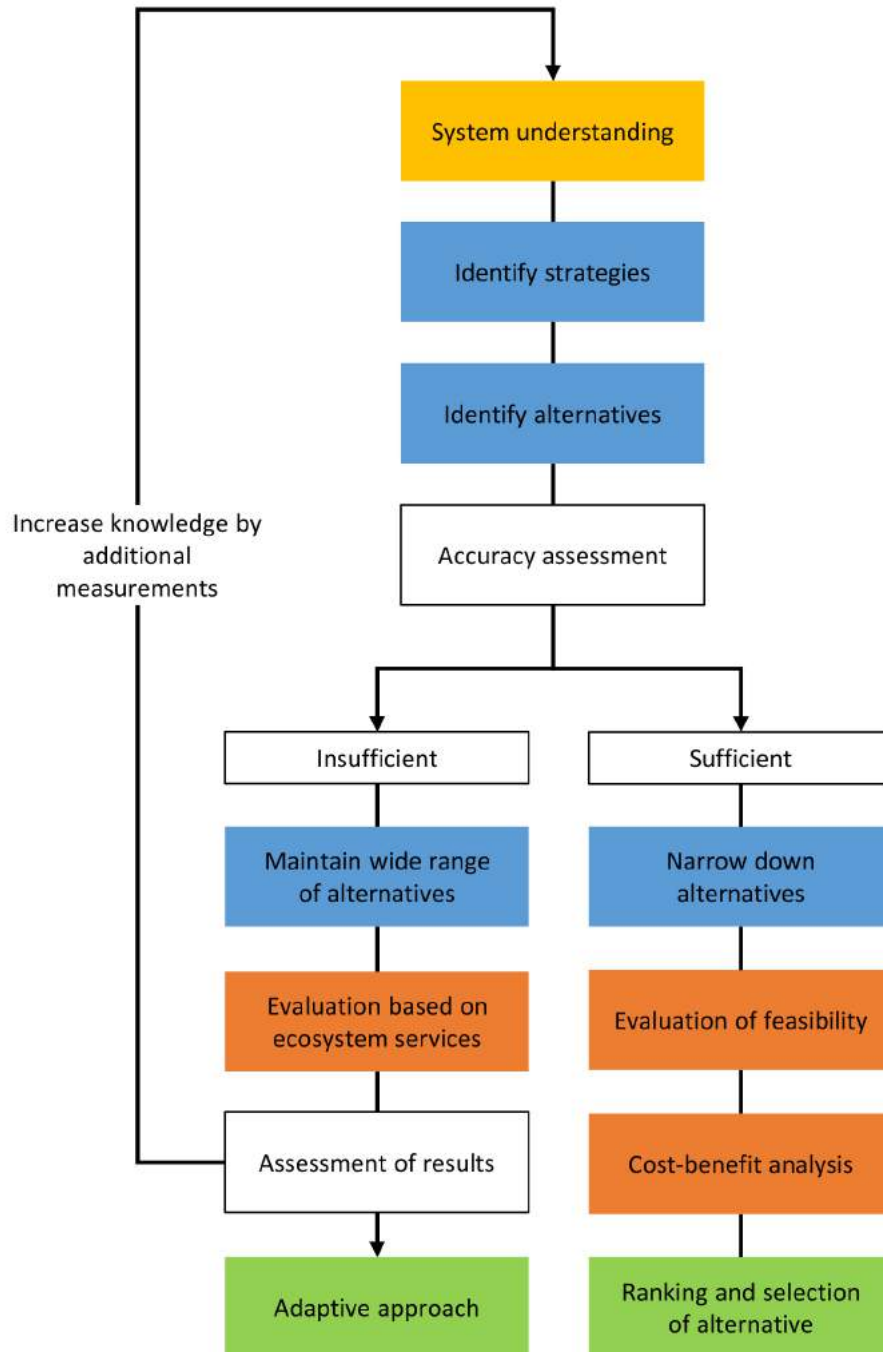 System understanding
Identify strategies
Identify alternatives
Increase knowledge by
additional
measurements
Accuracy assessment
Insufficient
Sufficient
Maintain wide range
of alternatives
Narrow down
alternatives
Evaluation based on
ecosystem services
Evaluation of feasibility
Assessment of results
Cost-benefit analysis
Adaptive approach
Ranking and selection
of alternative